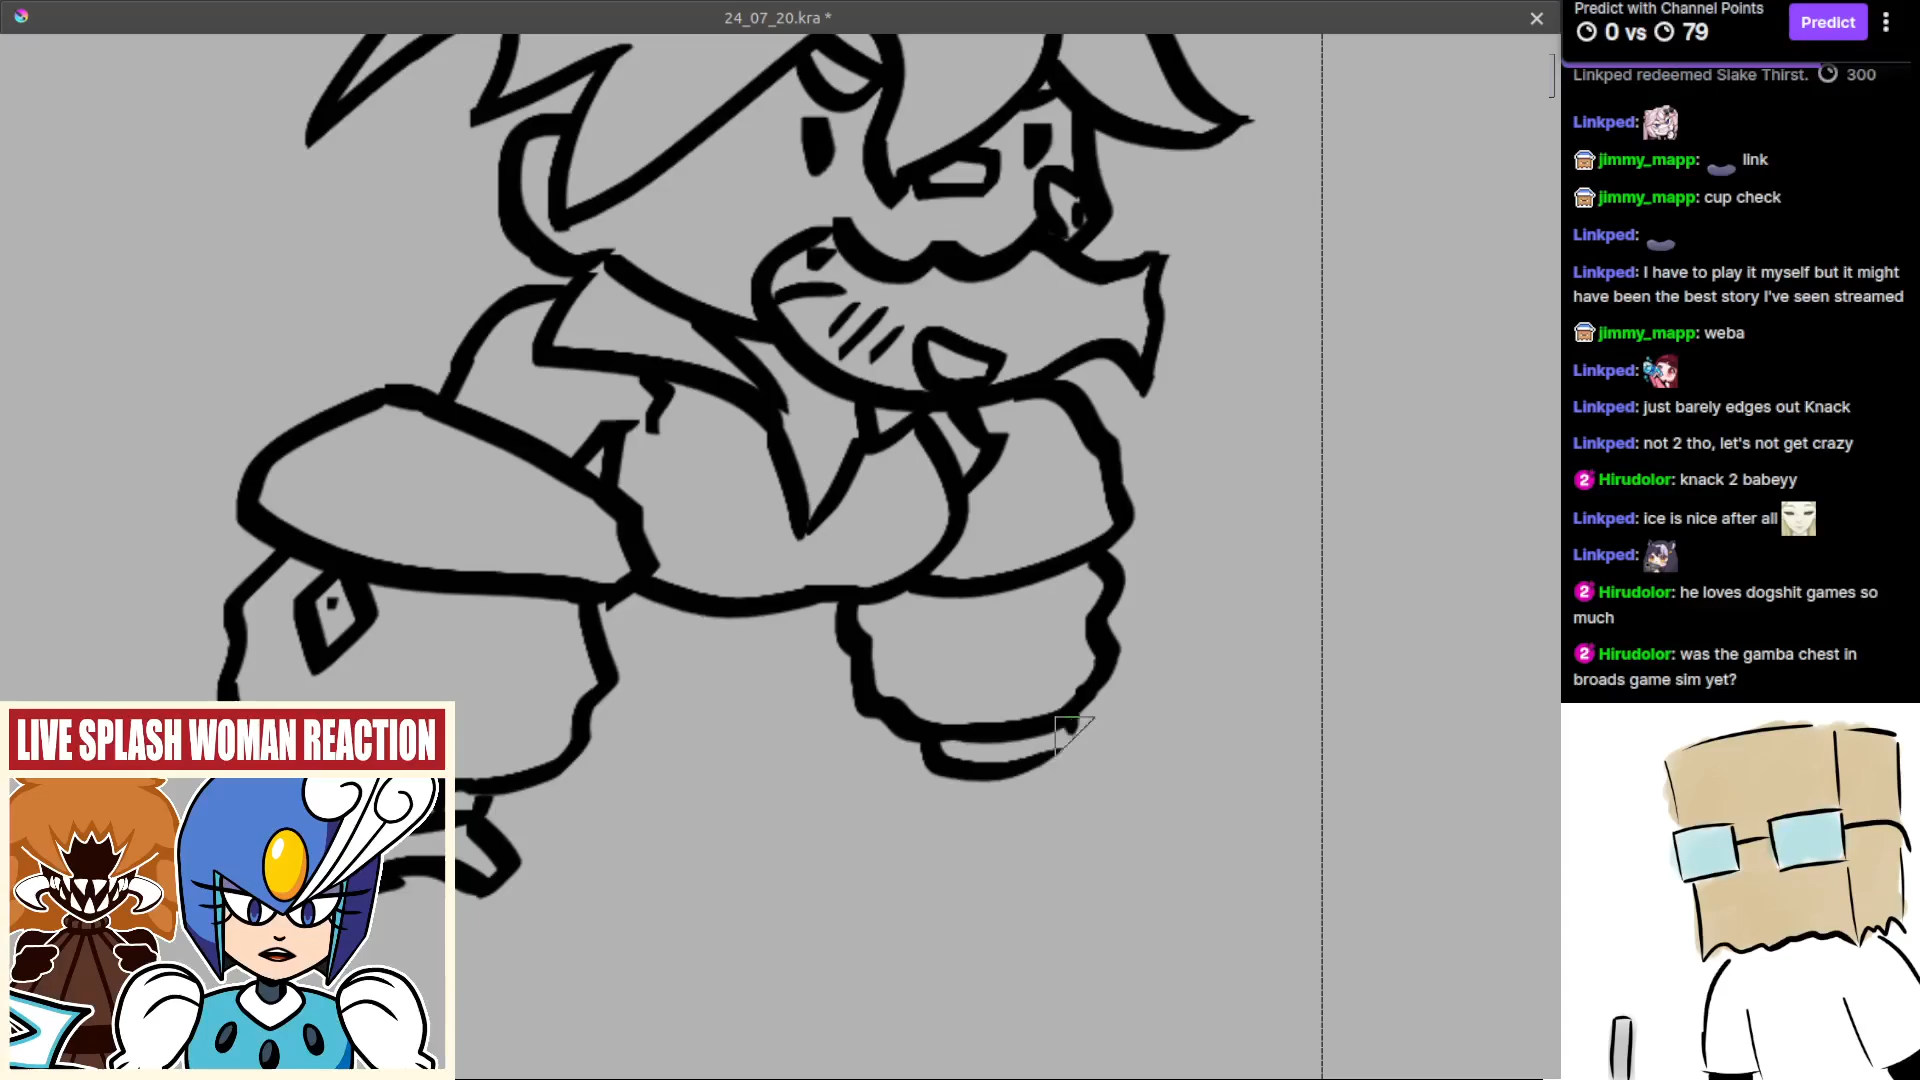 24_07_20.kra *
Predict with Channel Points
0 vs 79
Predict
Linkped redeemed Slake Thirst. 300
Linkped:
jimmy_mapp: link
jimmy_mapp: cup check
Linkped:
Linkped: I have to play it myself but it might
have been the best story I've seen streamed
jimmy_mapp: weba
Linkped:
Linkped: just barely edges out Knack
Linkped: not 2 tho, let's not get crazy
2 Hirudolor: knack 2 babeyy
Linkped: ice is nice after all
Linkped:
2 Hirudolor: he loves dogshit games so
much
2 Hirudolor: was the gamba chest in
broads game sim yet?
LIVE SPLASH WOMAN REACTION